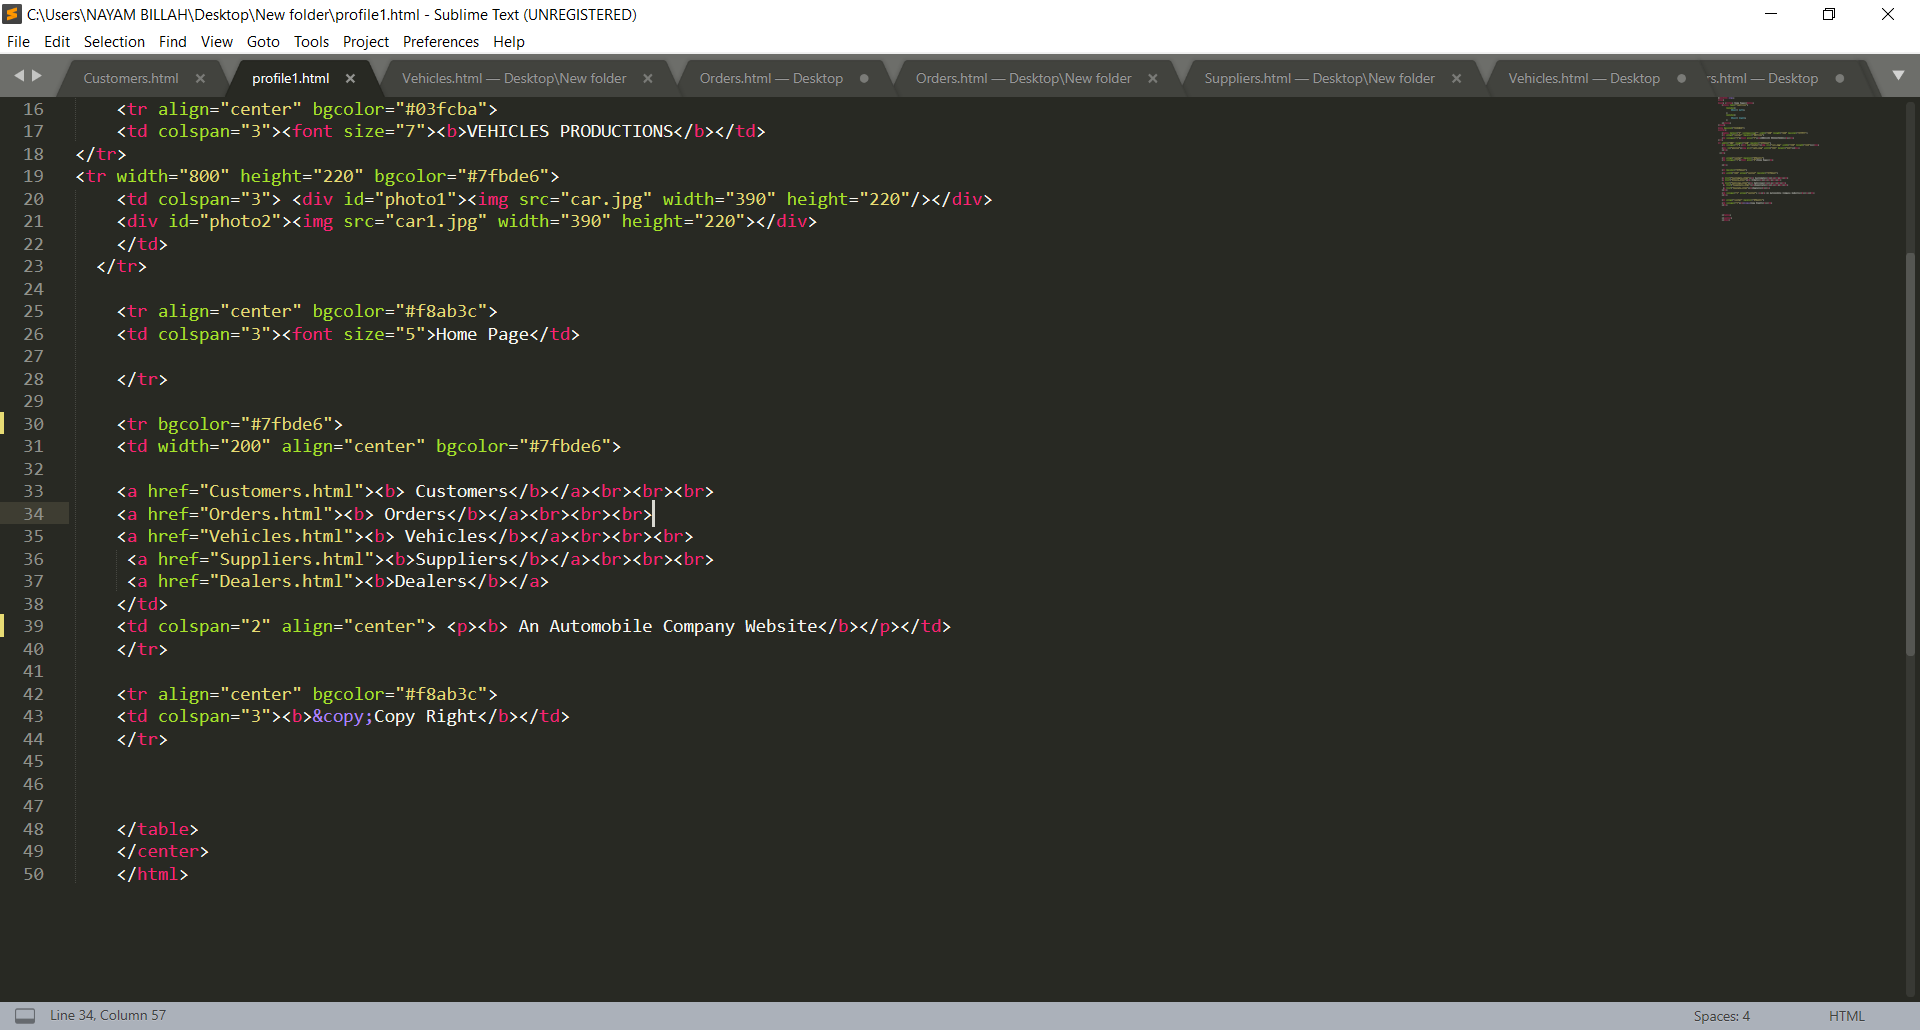 C:\Users\NAYAM BILLAH\Desktop\New folder\profile1.html - Sublime Text (UNREGISTERED)
File Edit Selection Find View Goto Tools Project Preferences Help
Customers.html × profile1.html × Vehicles.html — Desktop\New folder × Orders.html — Desktop Orders.html — Desktop\New folder × Suppliers.html — Desktop\New folder × Vehicles.html — Desktop rs.html — Desktop
16 <tr align="center" bgcolor="#03fcba">
17 <td colspan="3"><font size="7"><b>VEHICLES PRODUCTIONS</b></td>
18 </tr>
19 <tr width="800" height="220" bgcolor="#7fbde6">
20 <td colspan="3"> <div id="photo1"><img src="car.jpg" width="390" height="220"/></div>
21 <div id="photo2"><img src="car1.jpg" width="390" height="220"></div>
22 </td>
23 </tr>
24
25 <tr align="center" bgcolor="#f8ab3c">
26 <td colspan="3"><font size="5">Home Page</td>
27
28 </tr>
29
30 <tr bgcolor="#7fbde6">
31 <td width="200" align="center" bgcolor="#7fbde6">
32
33 <a href="Customers.html"><b> Customers</b></a><br><br><br>
34 <a href="Orders.html"><b> Orders</b></a><br><br><br>
35 <a href="Vehicles.html"><b> Vehicles</b></a><br><br><br>
36 <a href="Suppliers.html"><b>Suppliers</b></a><br><br><br>
37 <a href="Dealers.html"><b>Dealers</b></a>
38 </td>
39 <td colspan="2" align="center"> <p><b> An Automobile Company Website</b></p></td>
40 </tr>
41
42 <tr align="center" bgcolor="#f8ab3c">
43 <td colspan="3"><b>&copy;Copy Right</b></td>
44 </tr>
45
46
47
48 </table>
49 </center>
50 </html>
Line 34, Column 57 Spaces: 4 HTML